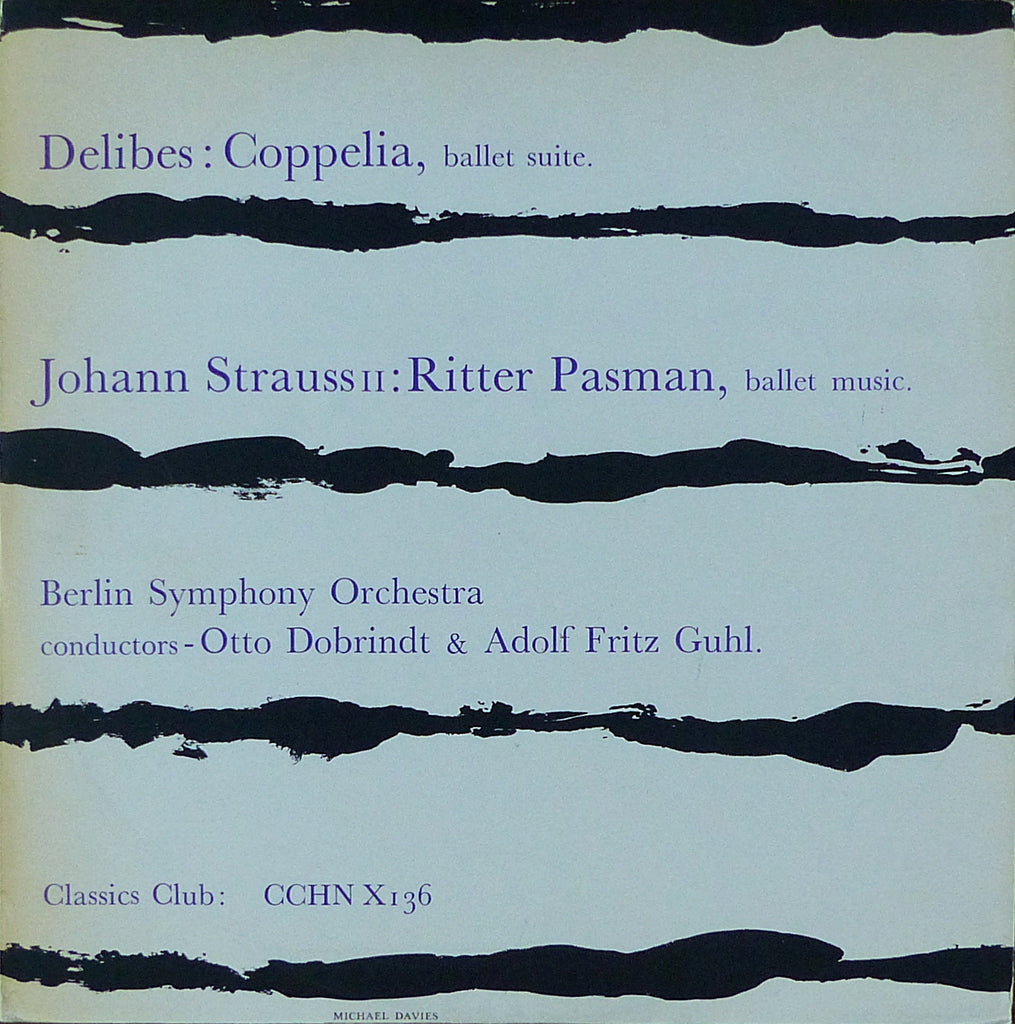 Delibes: Coppelia, ballet suite.
Johann Strauss II: Ritter Pasman, ballet music.
Berlin Symphony Orchestra
conductors - Otto Dobrindt & Adolf Fritz Guhl.
Classics Club: CCHN X136
MICHAEL DAVIES